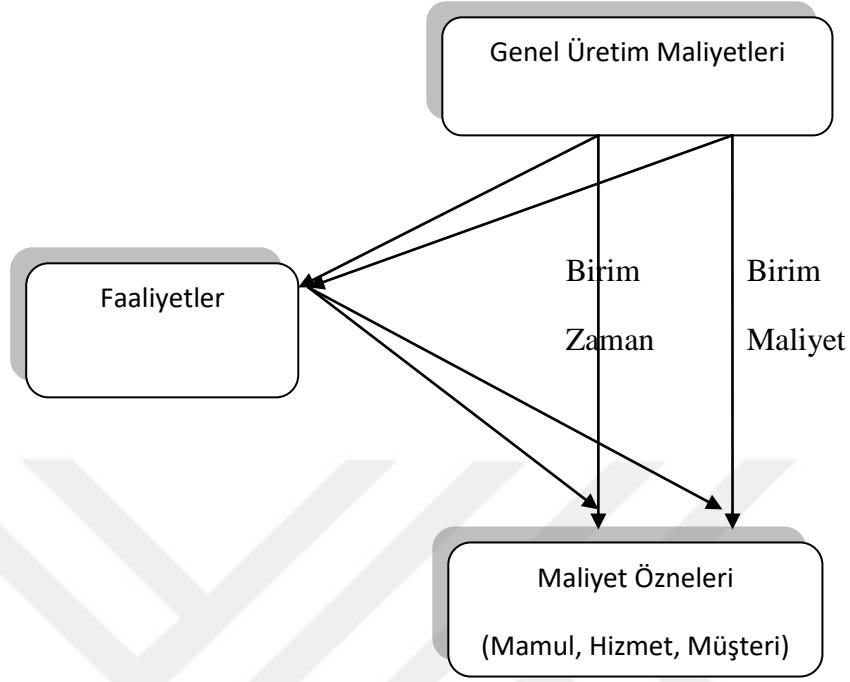 Genel Üretim Maliyetleri
Faaliyetler
Birim
Zaman
Birim
Maliyet
Maliyet Özneleri
(Mamul, Hizmet, Müşteri)